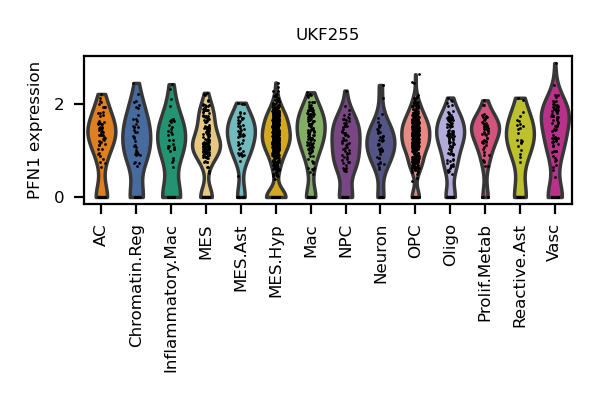 UKF255
PFN1 expression
2
0
AC
Chromatin.Reg
Inflammatory.Mac
MES
MES.Ast
MES.Hyp
Mac
NPC
Neuron
OPC
Oligo
Prolif.Metab
Reactive.Ast
Vasc